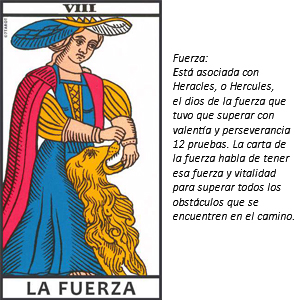 VIII
Fuerza:
Está asociada con
Heracles, o Hercules,
el dios de la fuerza que
tuvo que superar con
valentía y perseverancia
12 pruebas. La carta de
la fuerza habla de tener
esa fuerza y vitalidad
para superar todos los
obstáculos que se
encuentren en el camino.
LA FUERZA